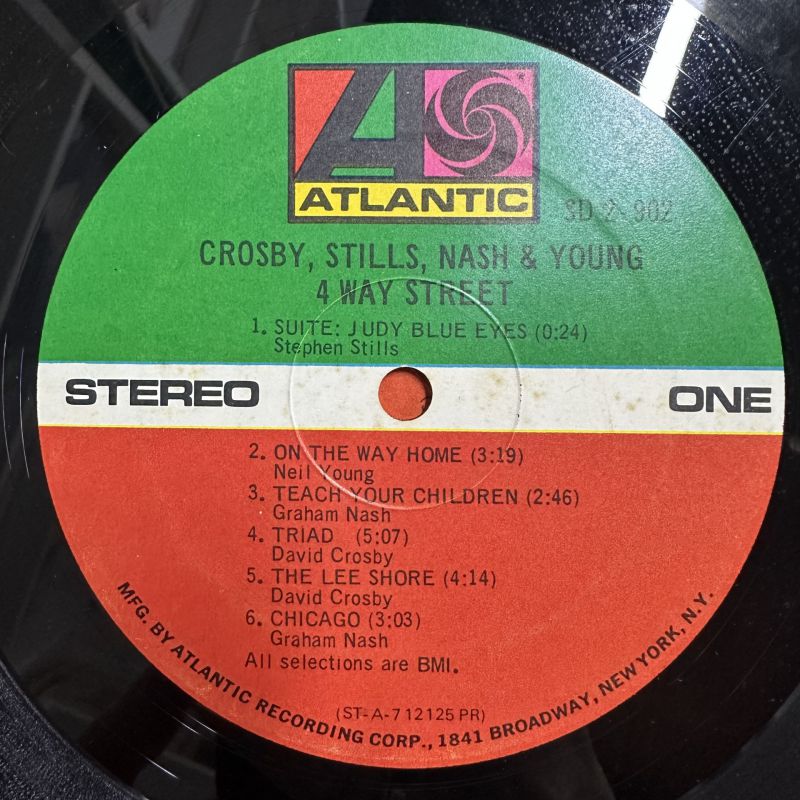 ATLANTIC
SD 2-902
CROSBY, STILLS, NASH & YOUNG
4 WAY STREET
1. SUITE: JUDY BLUE EYES (0:24)
Stephen Stills
STEREO ONE
2. ON THE WAY HOME (3:19)
Neil Young
3. TEACH YOUR CHILDREN (2:46)
Graham Nash
4. TRIAD (5:07)
David Crosby
5. THE LEE SHORE (4:14)
David Crosby
6. CHICAGO (3:03)
Graham Nash
All selections are BMI.
(ST-A-712125 PR)
MFG. BY ATLANTIC RECORDING CORP., 1841 BROADWAY, NEW YORK, N.Y.